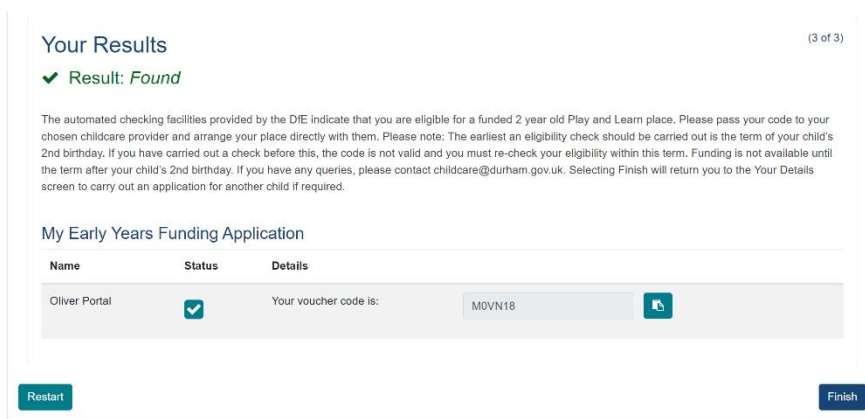 Your Results
(3 of 3)
Result: Found
The automated checking facilities provided by the DfE indicate that you are eligible for a funded 2 year old Play and Learn place. Please pass your code to your
chosen childcare provider and arrange your place directly with them. Please note: The earliest an eligibility check should be carried out is the term of your child's
2nd birthday. If you have carried out a check before this, the code is not valid and you must re-check your eligibility within this term. Funding is not available until
the term after your child's 2nd birthday. If you have any queries, please contact childcare@durham.gov.uk. Selecting Finish will return you to the Your Details
screen to carry out an application for another child if required.
My Early Years Funding Application
Name Status Details
Oliver Portal Your voucher code is: M0VN18
Restart Finish